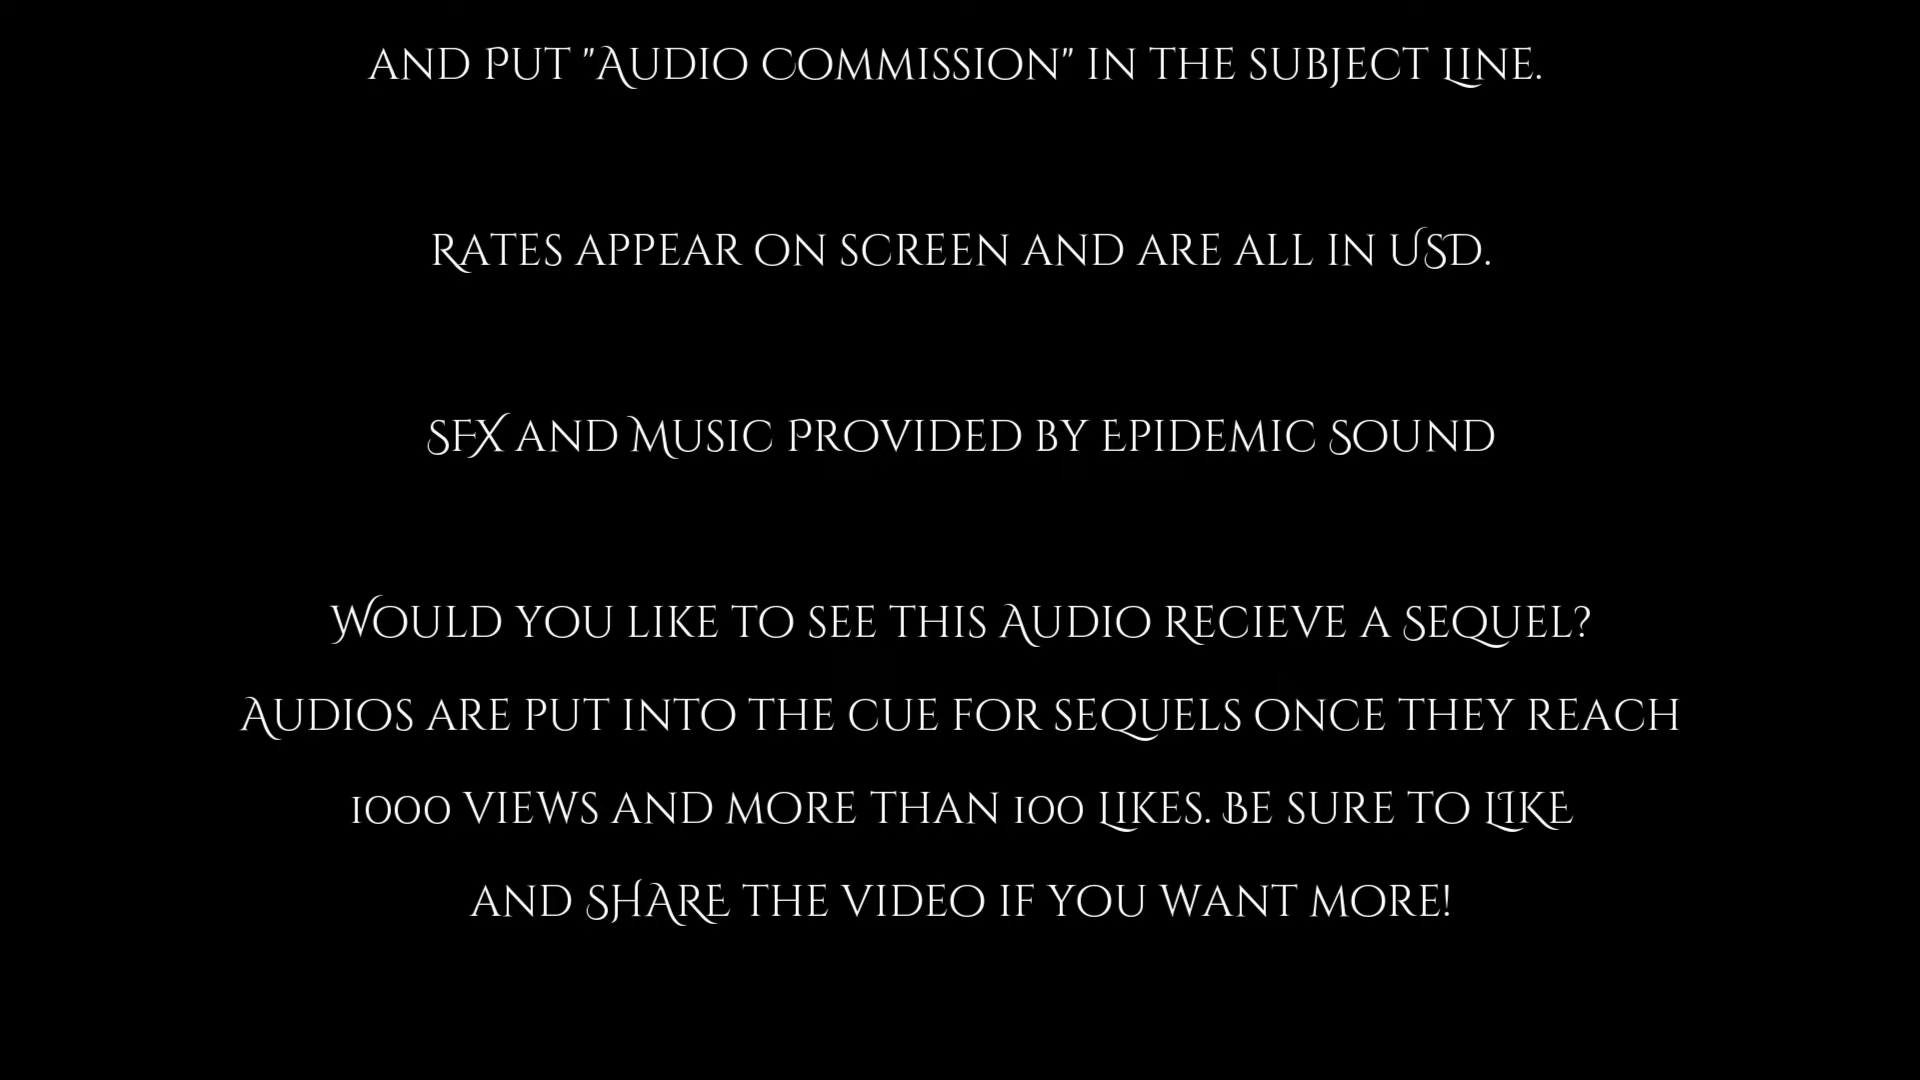 and Put "Audio Commission" in the subject Line.
Rates appear on screen and are all in USD.
SFX and Music Provided by Epidemic Sound
Would you like to see this Audio Recieve a Sequel?
Audios are put into the cue for sequels once they reach
1000 views and more than 100 Likes. Be sure to LIKE
and SHARE the video if you want more!